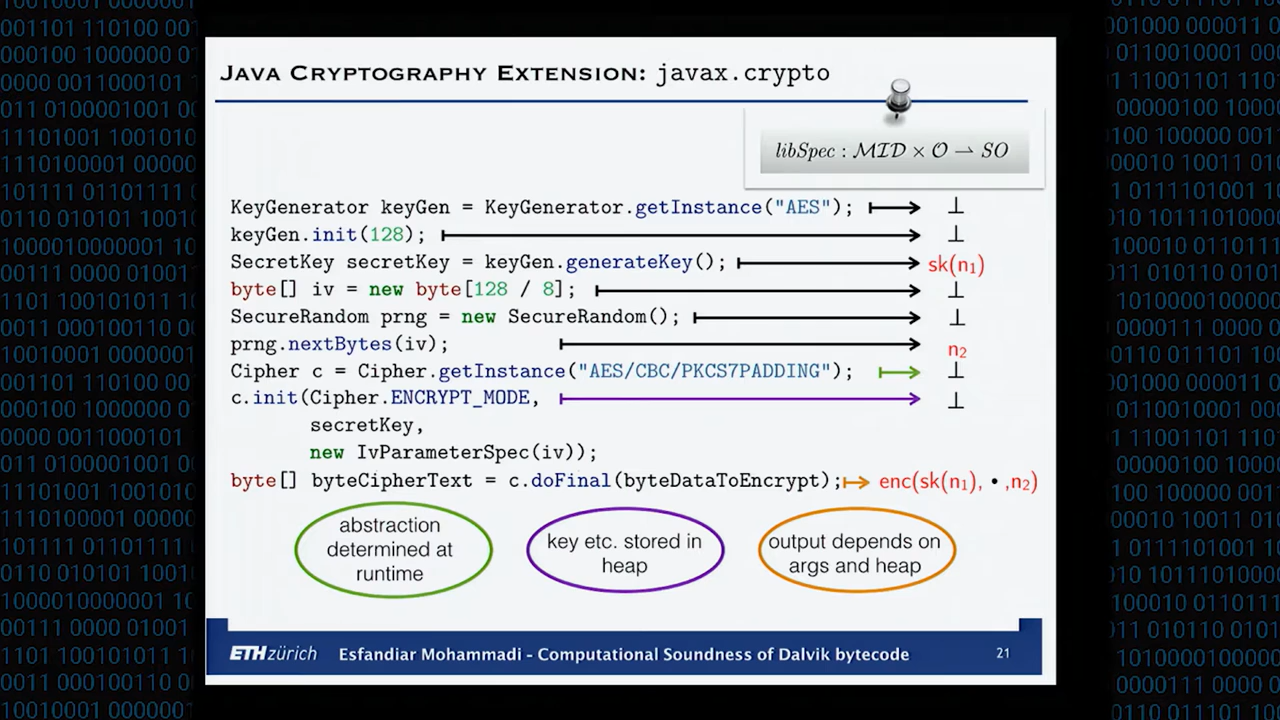 JAVA CRYPTOGRAPHY EXTENSION: javax.crypto
libSpec : MID × O ⇀ SO
KeyGenerator keyGen = KeyGenerator.getInstance("AES"); ⊥
keyGen.init(128); ⊥
SecretKey secretKey = keyGen.generateKey(); sk(n₁)
byte[] iv = new byte[128 / 8]; ⊥
SecureRandom prng = new SecureRandom(); ⊥
prng.nextBytes(iv); n₂
Cipher c = Cipher.getInstance("AES/CBC/PKCS7PADDING"); ⊥
c.init(Cipher.ENCRYPT_MODE, ⊥
secretKey,
new IvParameterSpec(iv));
byte[] byteCipherText = c.doFinal(byteDataToEncrypt); enc(sk(n₁), • ,n₂)
abstraction
determined at
runtime
key etc. stored in
heap
output depends on
args and heap
ETH zürich Esfandiar Mohammadi - Computational Soundness of Dalvik bytecode 21